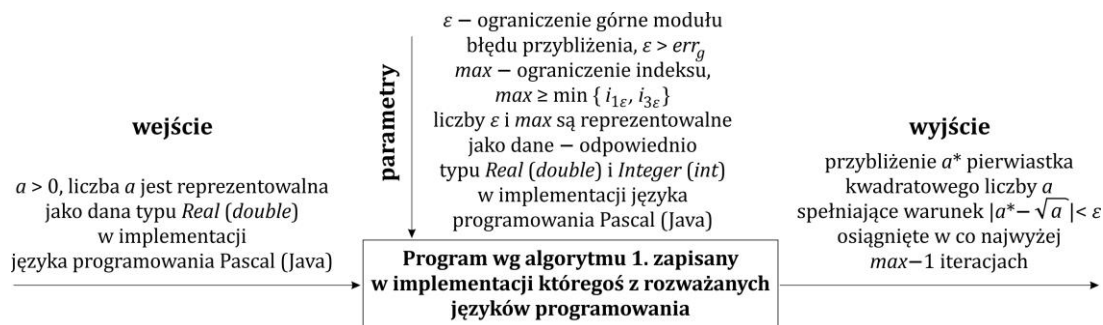 wejście
a > 0, liczba a jest reprezentowalna
jako dana typu Real (double)
w implementacji
języka programowania Pascal (Java)
parametry
ε − ograniczenie górne modułu
błędu przybliżenia, ε > err_g
max − ograniczenie indeksu,
max ≥ min { i_1ε, i_3ε}
liczby ε i max są reprezentowalne
jako dane − odpowiednio
typu Real (double) i Integer (int)
w implementacji języka
programowania Pascal (Java)
Program wg algorytmu 1. zapisany
w implementacji któregoś z rozważanych
języków programowania
wyjście
przybliżenie a* pierwiastka
kwadratowego liczby a
spełniające warunek |a*− √a |< ε
osiągnięte w co najwyżej
max−1 iteracjach